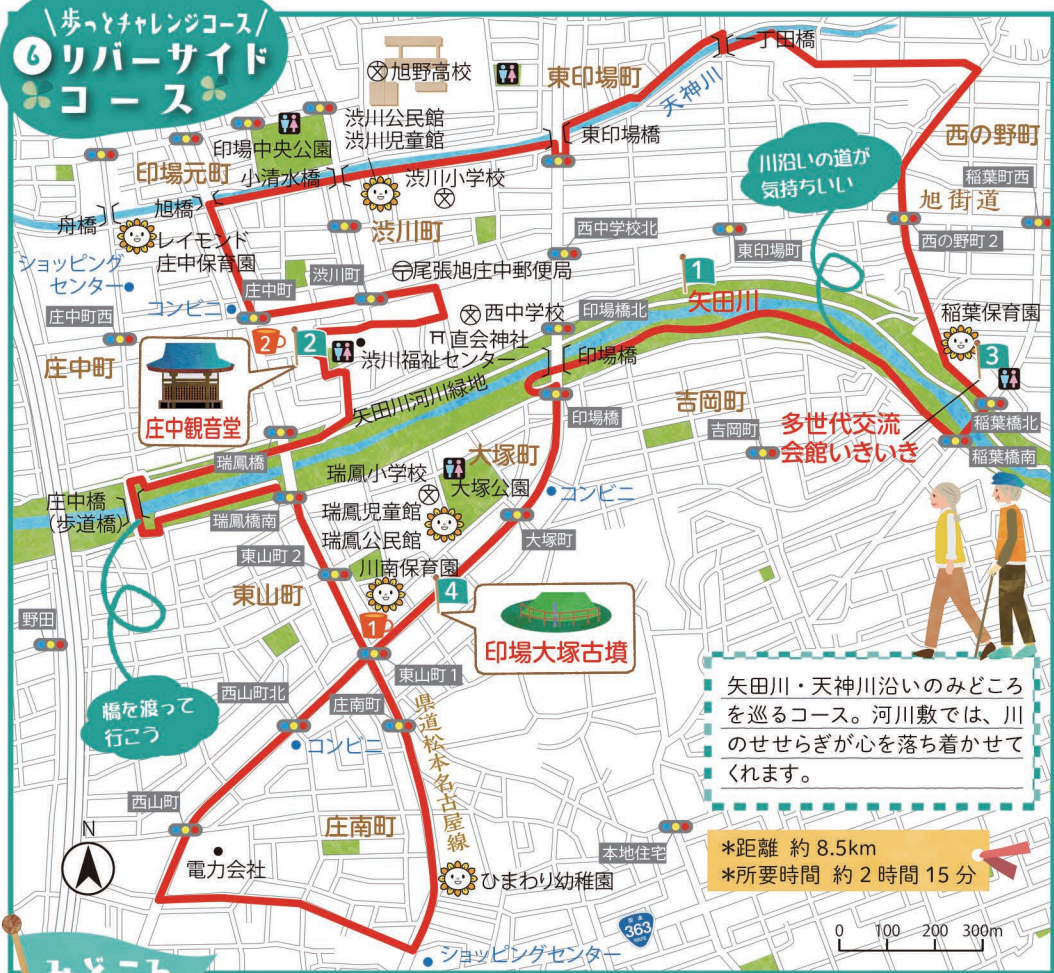 歩っとチャレンジコース
6 リバーサイド
コース
旭野高校
東印場町
一丁田橋
天神川
渋川公民館
渋川児童館
東印場橋
西の野町
印場中央公園
印場元町
小清水橋
渋川小学校
川沿いの道が
気持ちいい
稲葉町西
旭街道
舟橋
旭橋
レイモンド
庄中保育園
渋川町
西中学校北
東印場町
西の野町2
ショッピング
センター
尾張旭庄中郵便局
1
矢田川
コンビニ
庄中町
渋川町
庄中町西
西中学校
印場橋北
稲葉保育園
直会神社
2
2
渋川福祉センター
印場橋
3
庄中町
庄中観音堂
矢田川河川緑地
印場橋
吉岡町
吉岡町
多世代交流
会館いきいき
稲葉橋北
稲葉橋南
瑞鳳橋
瑞鳳小学校
大塚町
大塚公園
コンビニ
庄中橋
(歩道橋)
瑞鳳橋南
瑞鳳児童館
瑞鳳公民館
大塚町
東山町2
川南保育園
東山町
4
印場大塚古墳
野田
1
東山町1
橋を渡って
行こう
西山町北
庄南町
県道松本名古屋線
コンビニ
矢田川・天神川沿いのみどころ
を巡るコース。河川敷では、川
のせせらぎが心を落ち着かせて
くれます。
西山町
庄南町
N
電力会社
本地住宅
*距離 約8.5km
*所要時間 約2時間15分
ひまわり幼稚園
国道
363
ROUTE
0 100 200 300m
ショッピングセンター